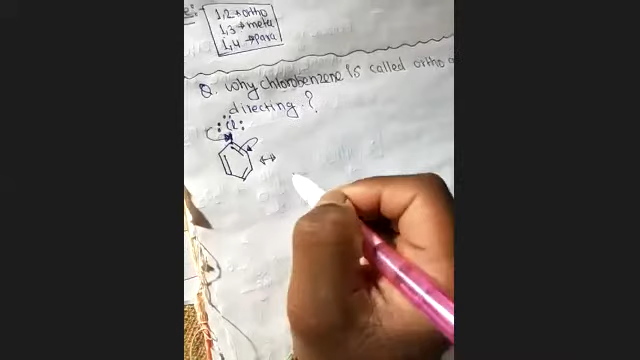 1,2 → ortho
1,3 → meta
1,4 → para
Q. Why chlorobenzene is called ortho
directing ?
Cl